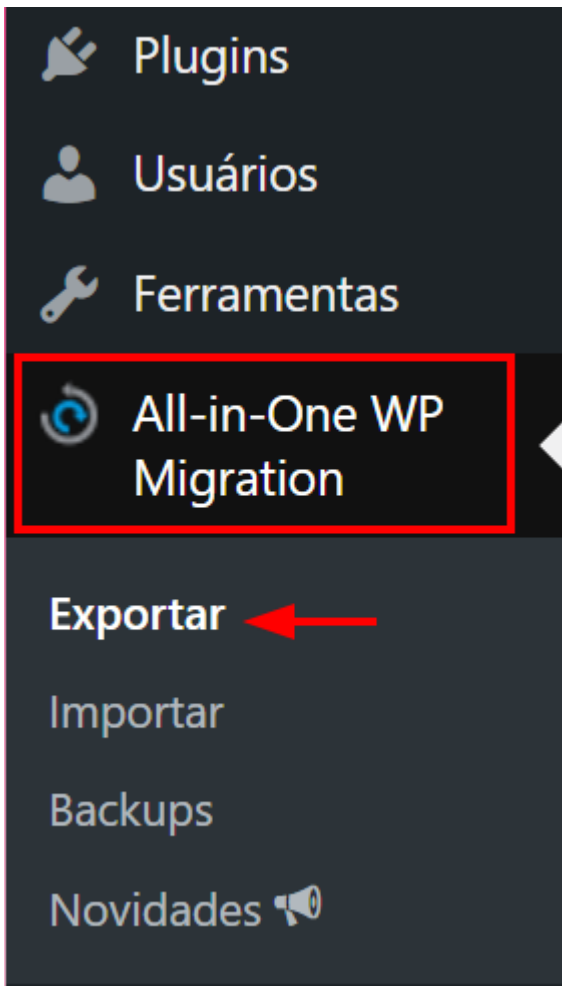 Plugins
Usuários
Ferramentas
All-in-One WP
Migration
Exportar
Importar
Backups
Novidades